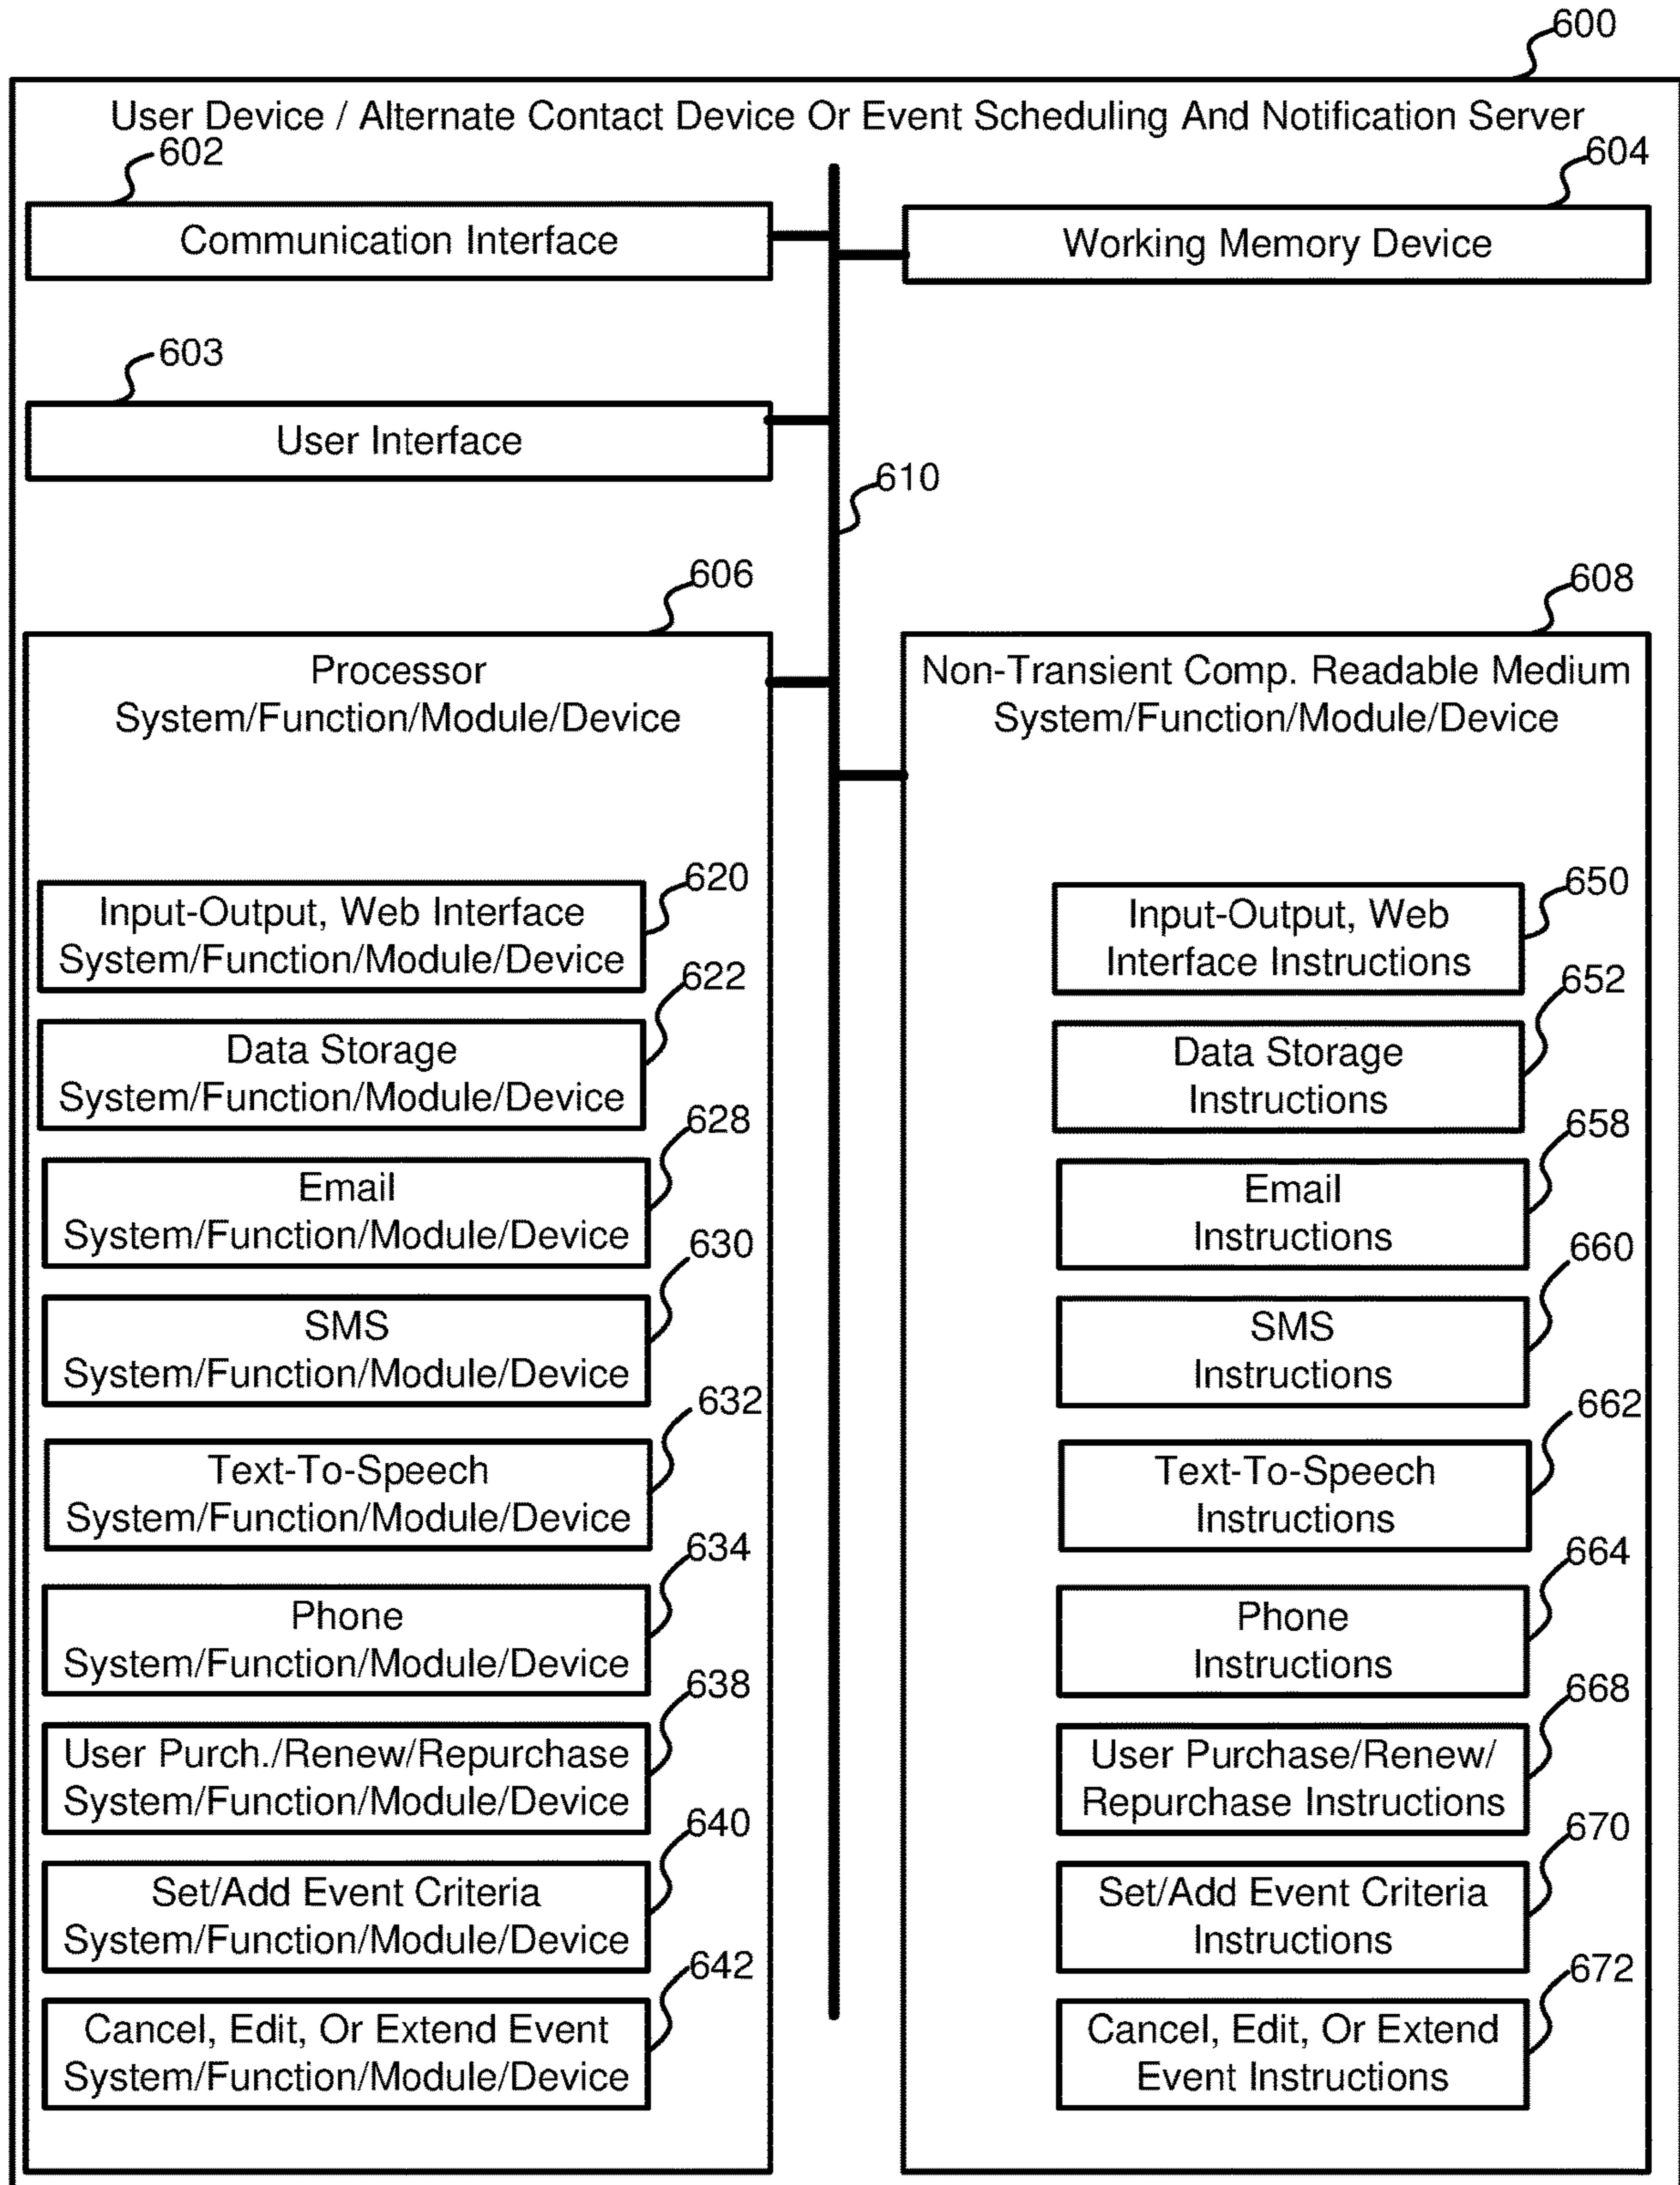 600
User Device / Alternate Contact Device Or Event Scheduling And Notification Server
602
604
Communication Interface
Working Memory Device
603
User Interface
610
606
608
Processor
System/Function/Module/Device
Non-Transient Comp. Readable Medium
System/Function/Module/Device
620
Input-Output, Web Interface
System/Function/Module/Device
650
Input-Output, Web
Interface Instructions
622
Data Storage
System/Function/Module/Device
652
Data Storage
Instructions
628
Email
System/Function/Module/Device
658
Email
Instructions
630
SMS
System/Function/Module/Device
660
SMS
Instructions
632
Text-To-Speech
System/Function/Module/Device
662
Text-To-Speech
Instructions
634
Phone
System/Function/Module/Device
664
Phone
Instructions
638
User Purch./Renew/Repurchase
System/Function/Module/Device
668
User Purchase/Renew/
Repurchase Instructions
640
Set/Add Event Criteria
System/Function/Module/Device
670
Set/Add Event Criteria
Instructions
642
Cancel, Edit, Or Extend Event
System/Function/Module/Device
672
Cancel, Edit, Or Extend
Event Instructions